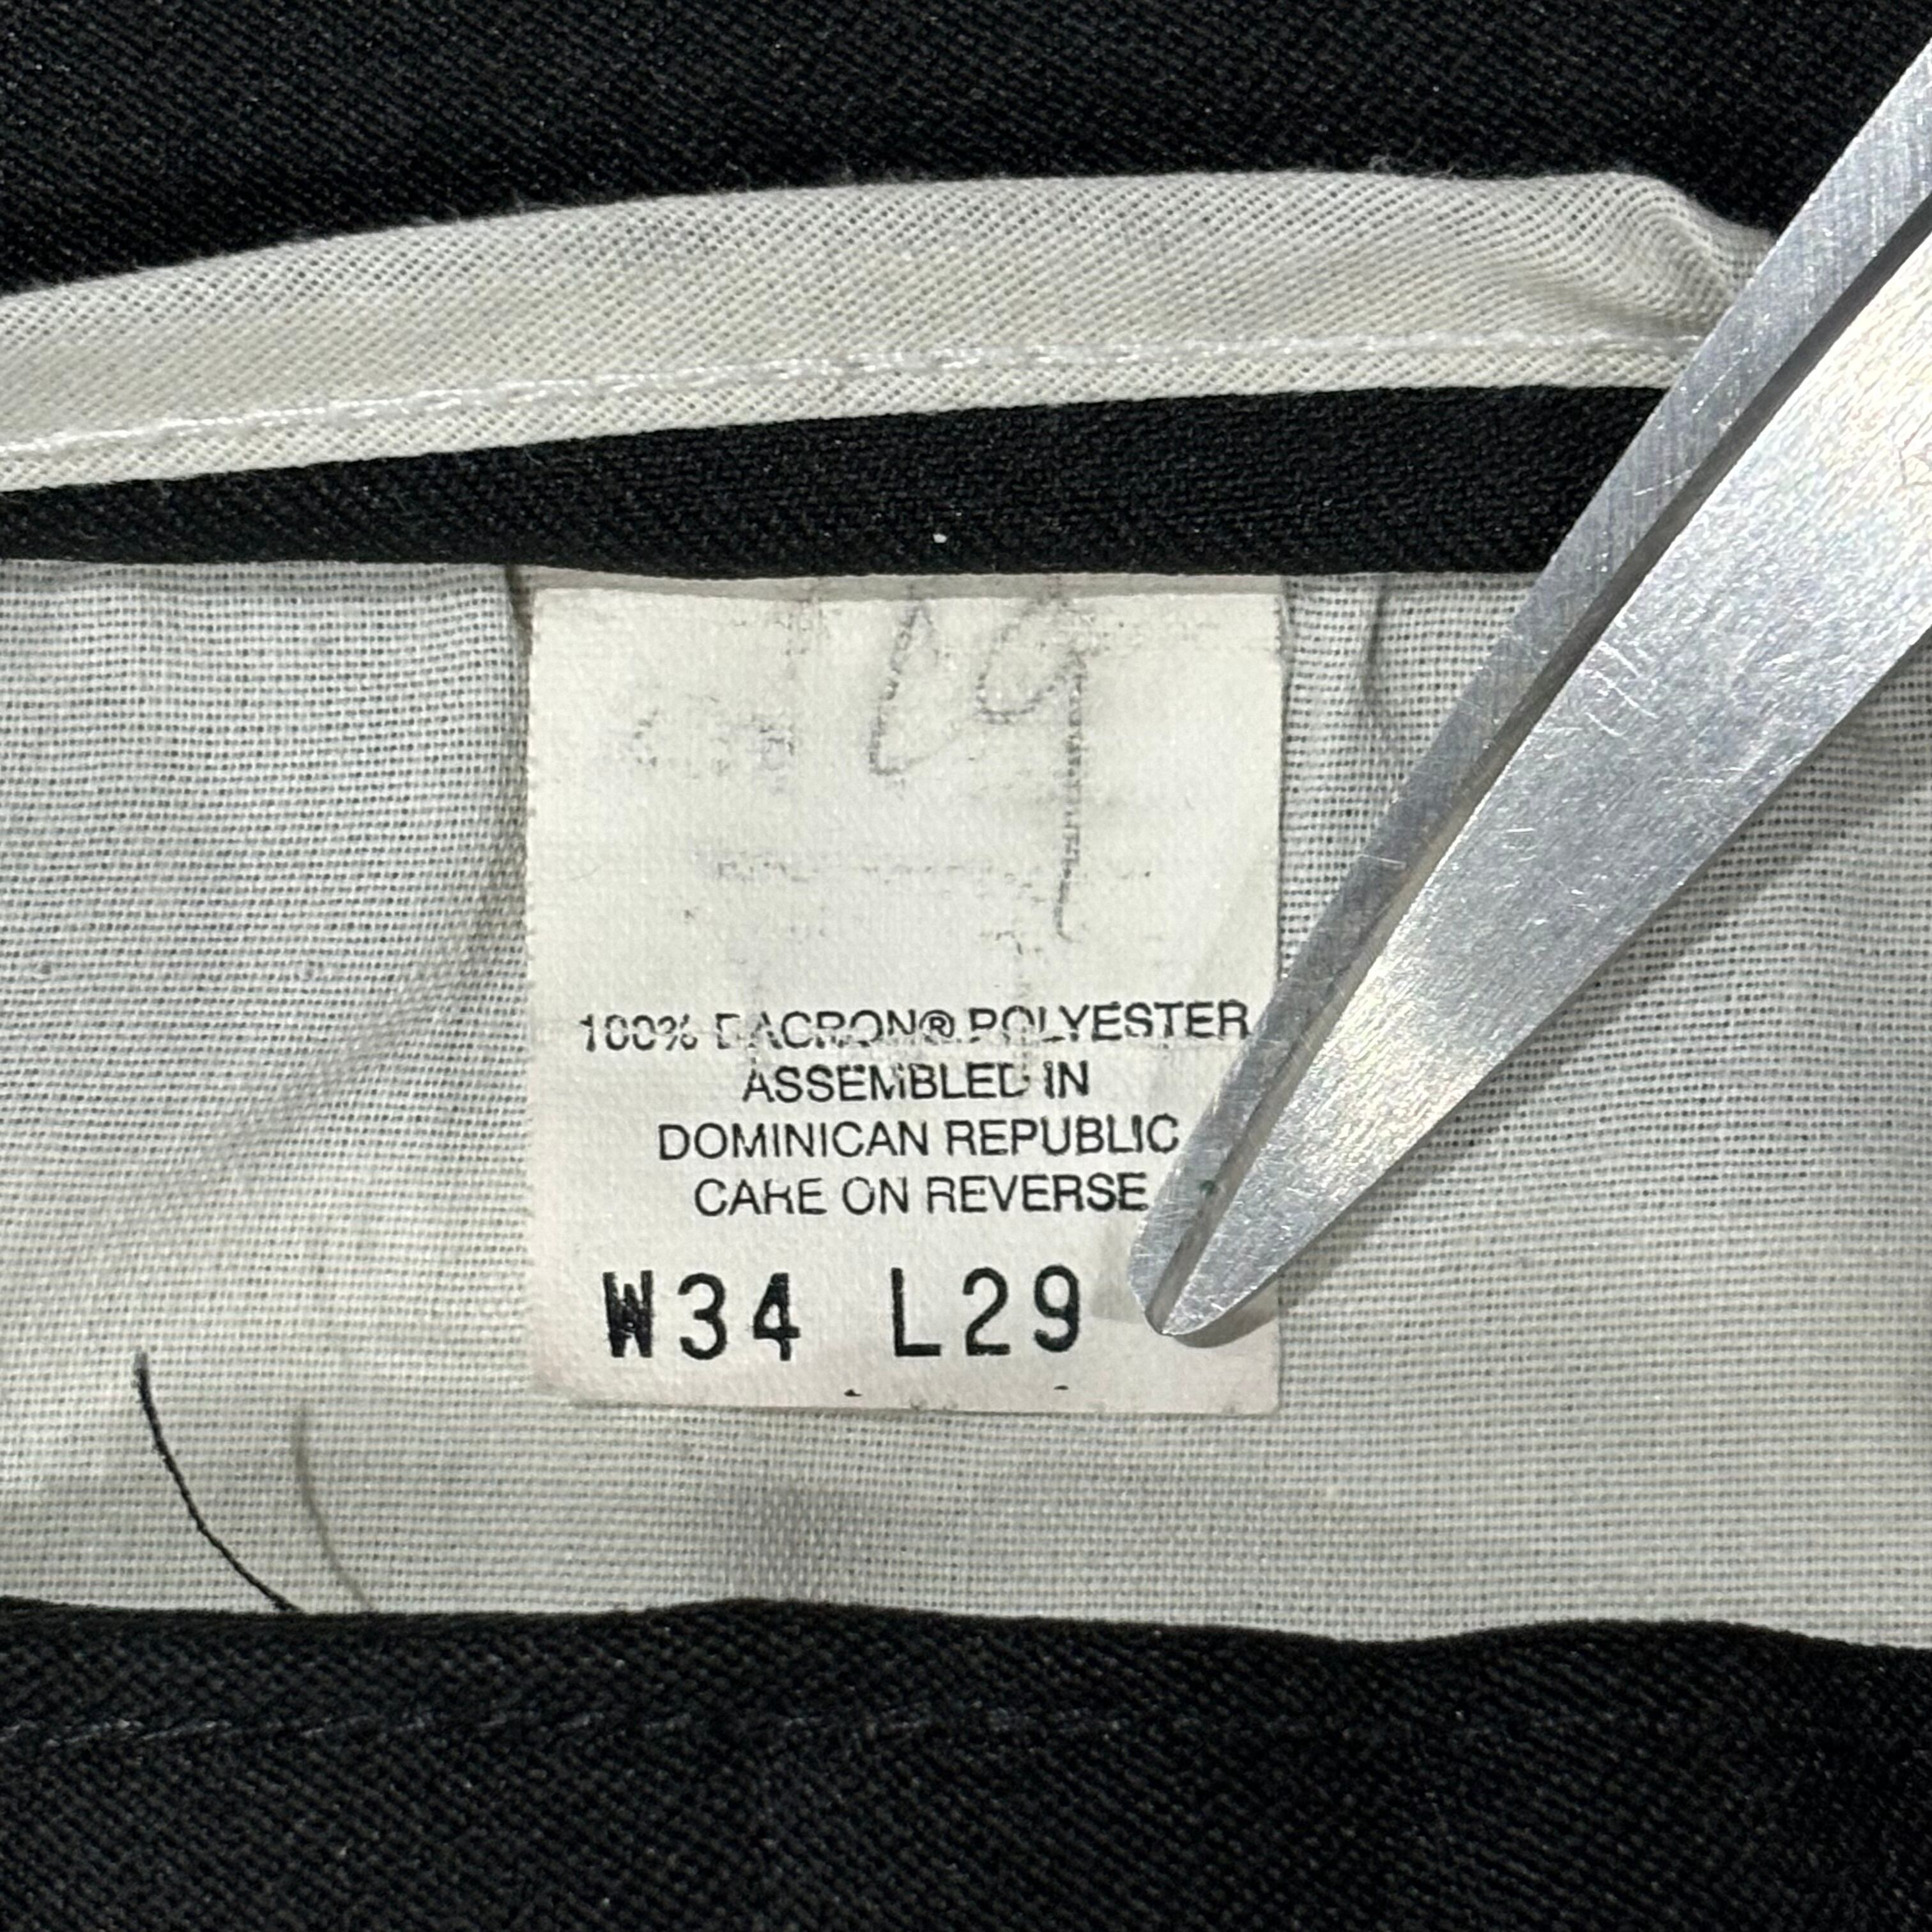 100% DACRON® POLYESTER
ASSEMBLED IN
DOMINICAN REPUBLIC
CARE ON REVERSE
W34 L29